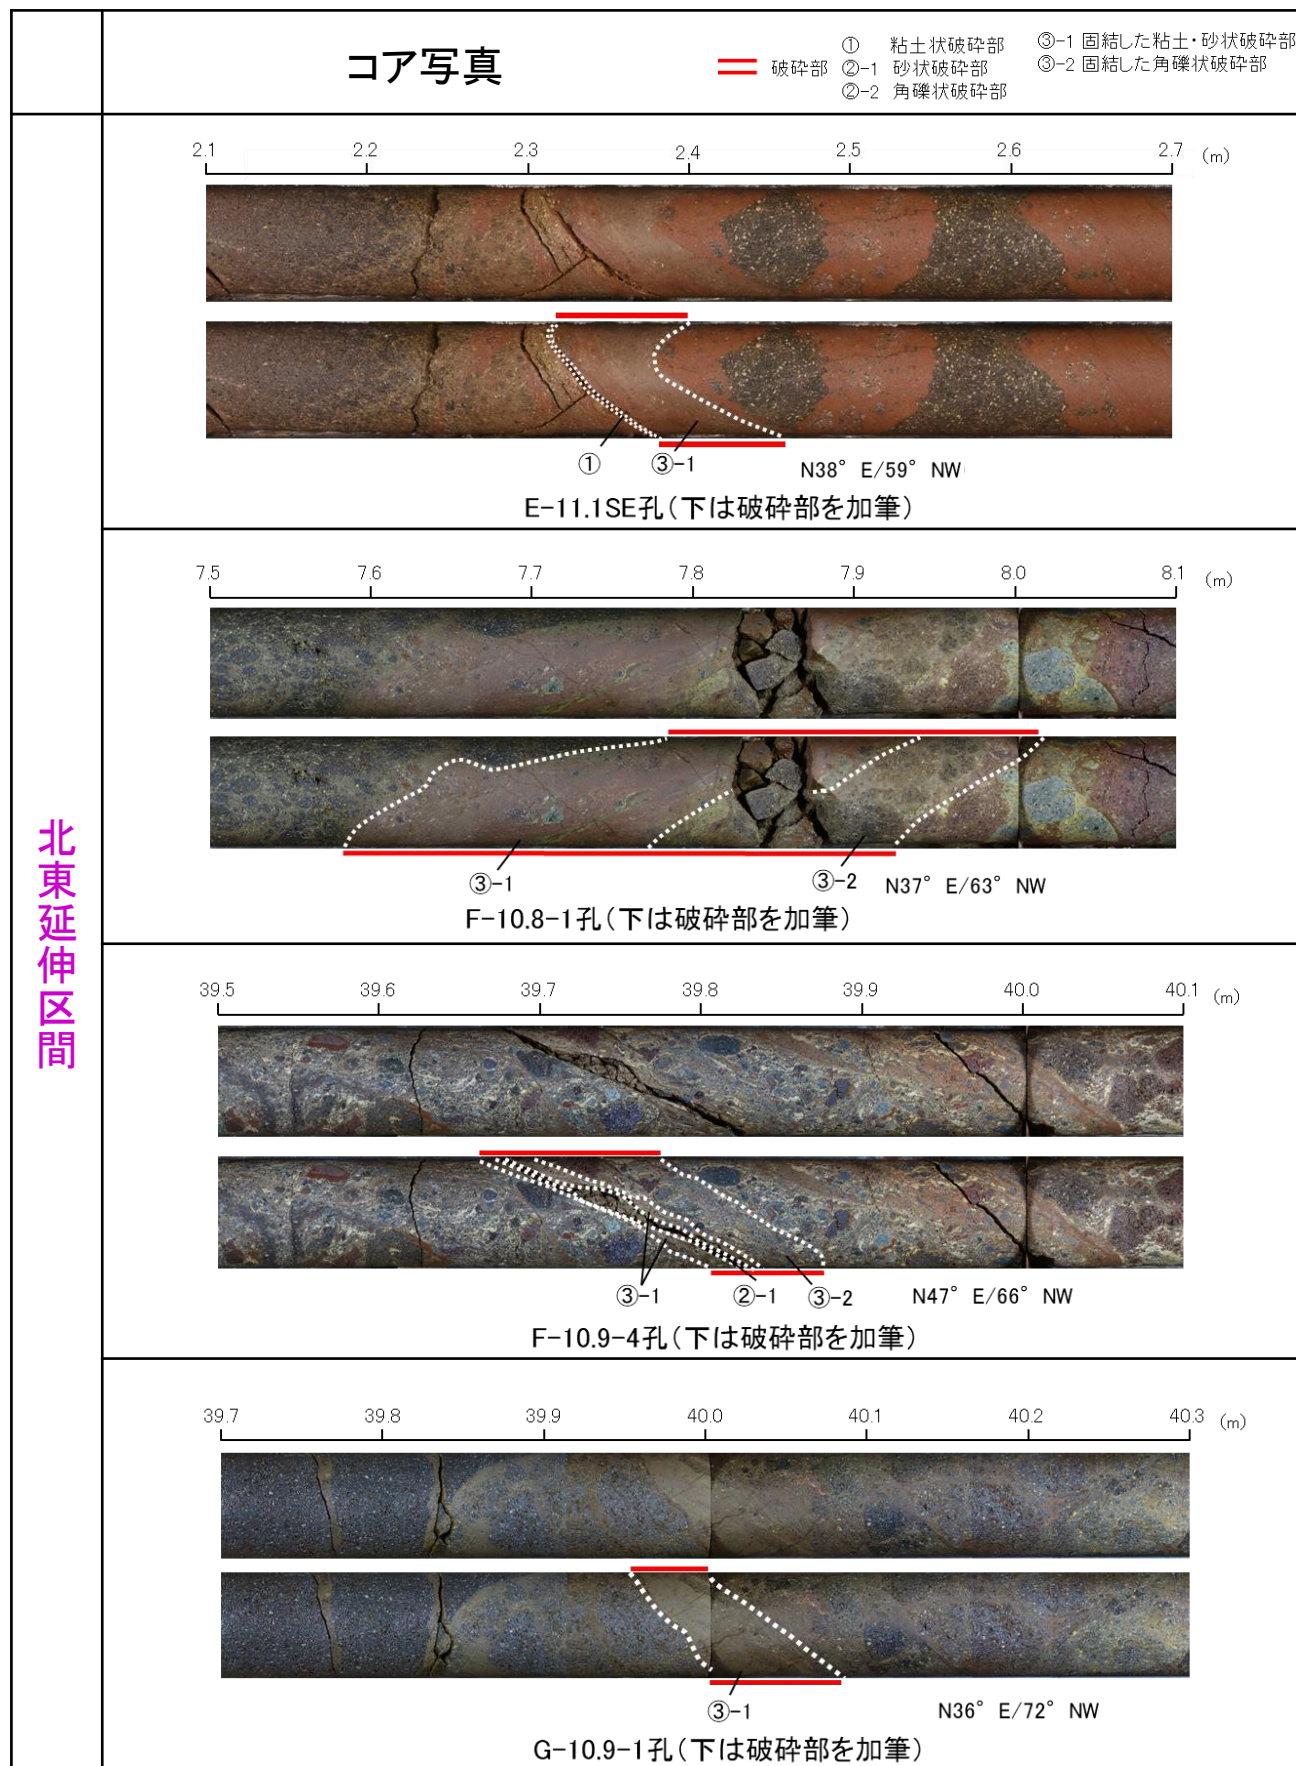 コア写真
破砕部
① 粘土状破砕部
②-1 砂状破砕部
②-2 角礫状破砕部
③-1 固結した粘土・砂状破砕部
③-2 固結した角礫状破砕部
北東延伸区間
2.1 2.2 2.3 2.4 2.5 2.6 2.7 (m)
① ③-1 N38° E/59° NW
E-11.1SE孔(下は破砕部を加筆)
7.5 7.6 7.7 7.8 7.9 8.0 8.1 (m)
③-1 ③-2 N37° E/63° NW
F-10.8-1孔(下は破砕部を加筆)
39.5 39.6 39.7 39.8 39.9 40.0 40.1 (m)
③-1 ②-1 ③-2 N47° E/66° NW
F-10.9-4孔(下は破砕部を加筆)
39.7 39.8 39.9 40.0 40.1 40.2 40.3 (m)
③-1 N36° E/72° NW
G-10.9-1孔(下は破砕部を加筆)